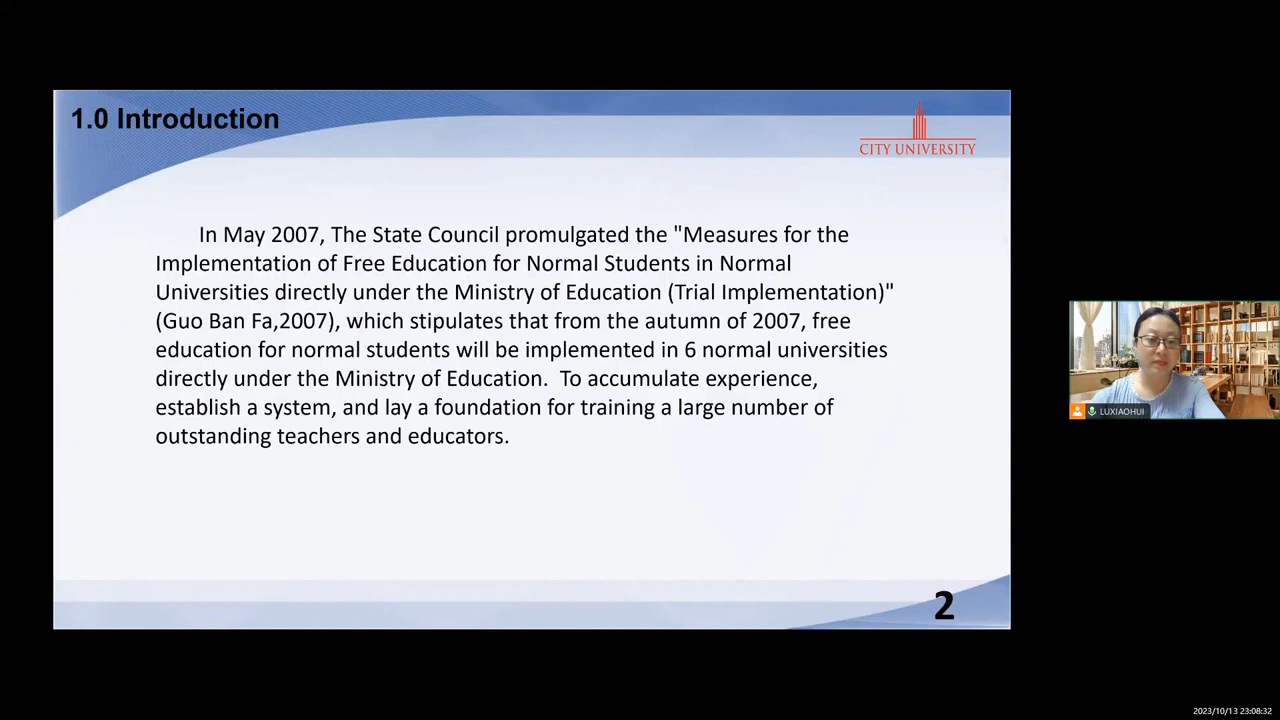 1.0 Introduction
CITY UNIVERSITY
In May 2007, The State Council promulgated the "Measures for the
Implementation of Free Education for Normal Students in Normal
Universities directly under the Ministry of Education (Trial Implementation)"
(Guo Ban Fa,2007), which stipulates that from the autumn of 2007, free
education for normal students will be implemented in 6 normal universities
directly under the Ministry of Education.  To accumulate experience,
establish a system, and lay a foundation for training a large number of
outstanding teachers and educators.
LUXIAOHUI
2
2023/10/13 23:08:32